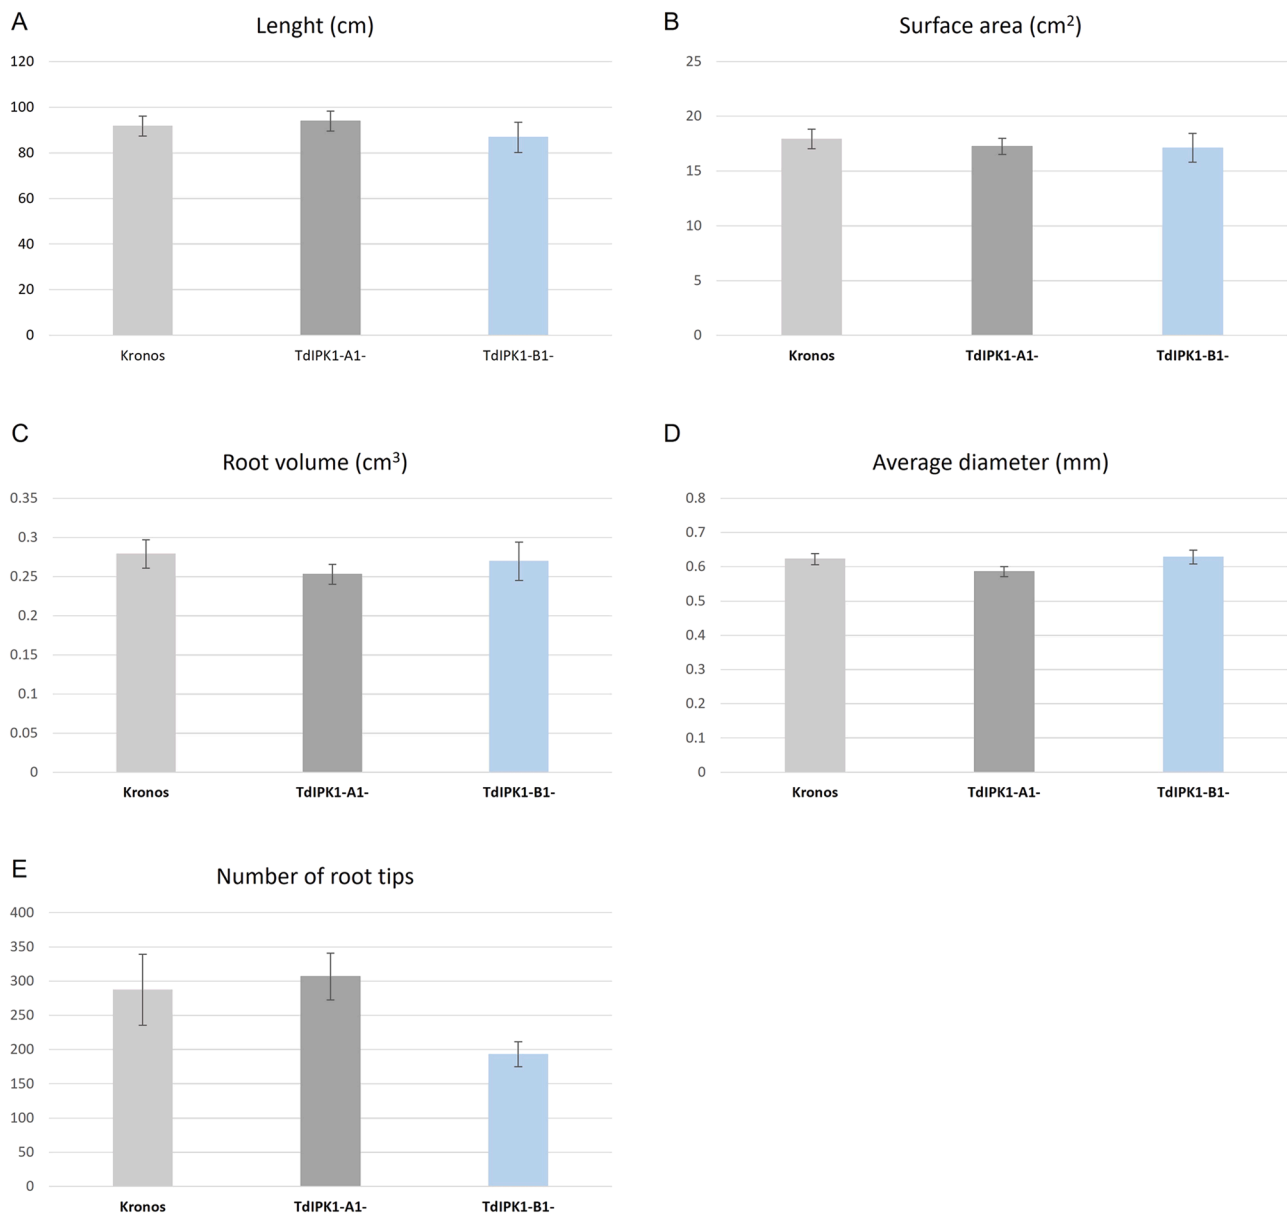 A
Lenght (cm)
120
100
80
60
40
20
0
Kronos TdIPK1-A1- TdIPK1-B1-
B
Surface area (cm²)
25
20
15
10
5
0
Kronos TdIPK1-A1- TdIPK1-B1-
C
Root volume (cm³)
0.35
0.3
0.25
0.2
0.15
0.1
0.05
0
Kronos TdIPK1-A1- TdIPK1-B1-
D
Average diameter (mm)
0.8
0.7
0.6
0.5
0.4
0.3
0.2
0.1
0
Kronos TdIPK1-A1- TdIPK1-B1-
E
Number of root tips
400
350
300
250
200
150
100
50
0
Kronos TdIPK1-A1- TdIPK1-B1-